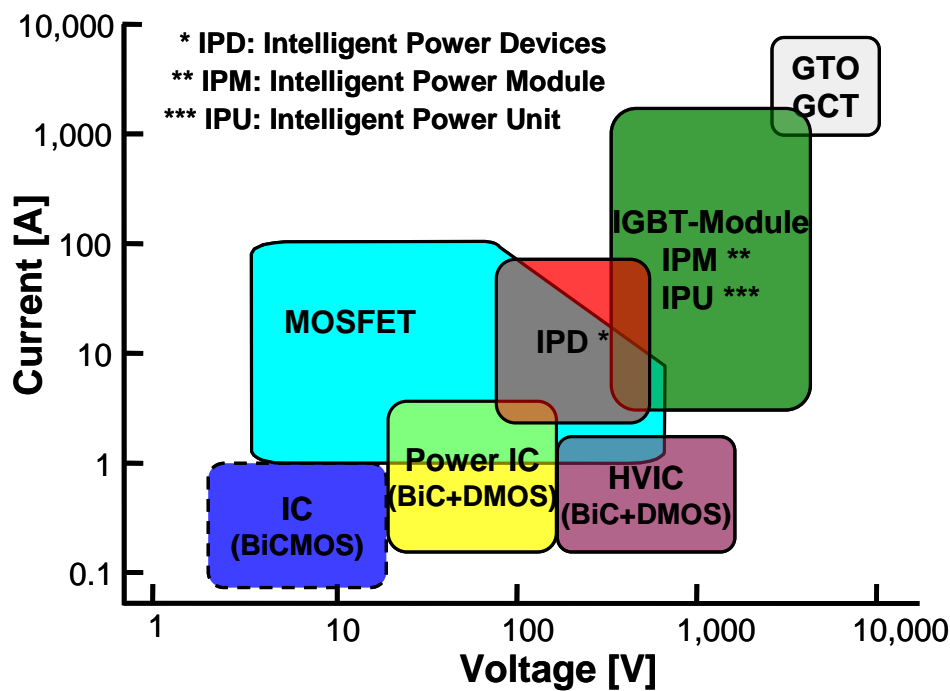 * IPD: Intelligent Power Devices
** IPM: Intelligent Power Module
*** IPU: Intelligent Power Unit
GTO
GCT
IGBT-Module
IPM **
IPU ***
MOSFET
IPD *
Power IC
(BiC+DMOS)
HVIC
(BiC+DMOS)
IC
(BiCMOS)
Current [A]
10,000
1,000
100
10
1
0.1
1
10
100
1,000
10,000
Voltage [V]